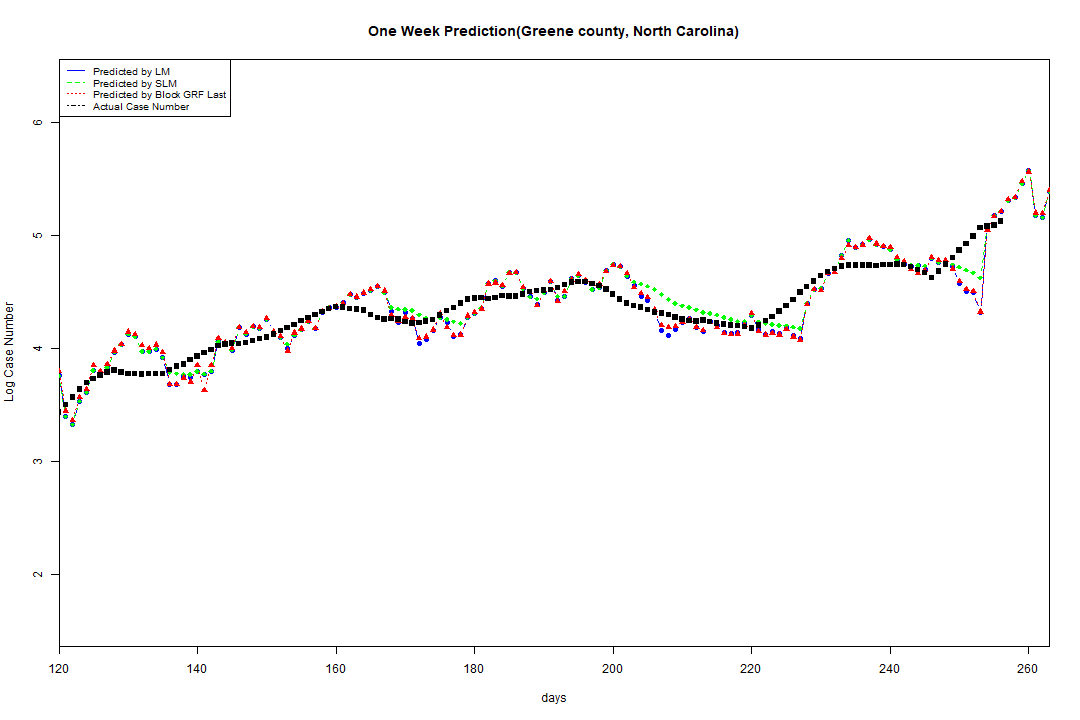 One Week Prediction(Greene county, North Carolina)
Predicted by LM
Predicted by SLM
Predicted by Block GRF Last
Actual Case Number
6
5
4
3
2
Log Case Number
120 140 160 180 200 220 240 260
days